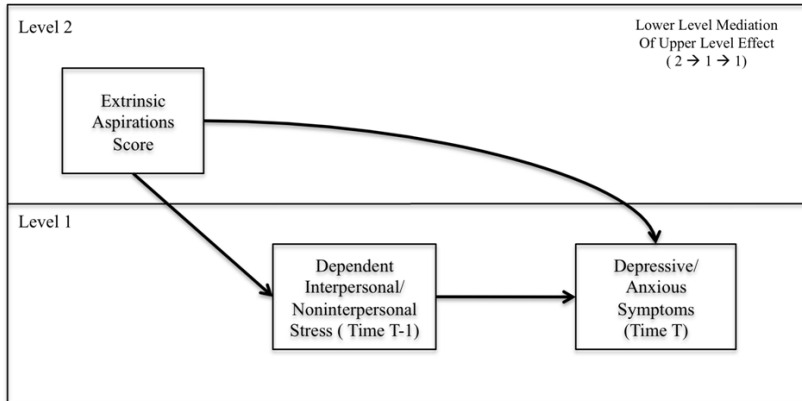 Level 2
Lower Level Mediation
Of Upper Level Effect
( 2 → 1 → 1)
Extrinsic
Aspirations
Score
Level 1
Dependent
Interpersonal/
Noninterpersonal
Stress ( Time T-1)
Depressive/
Anxious
Symptoms
(Time T)